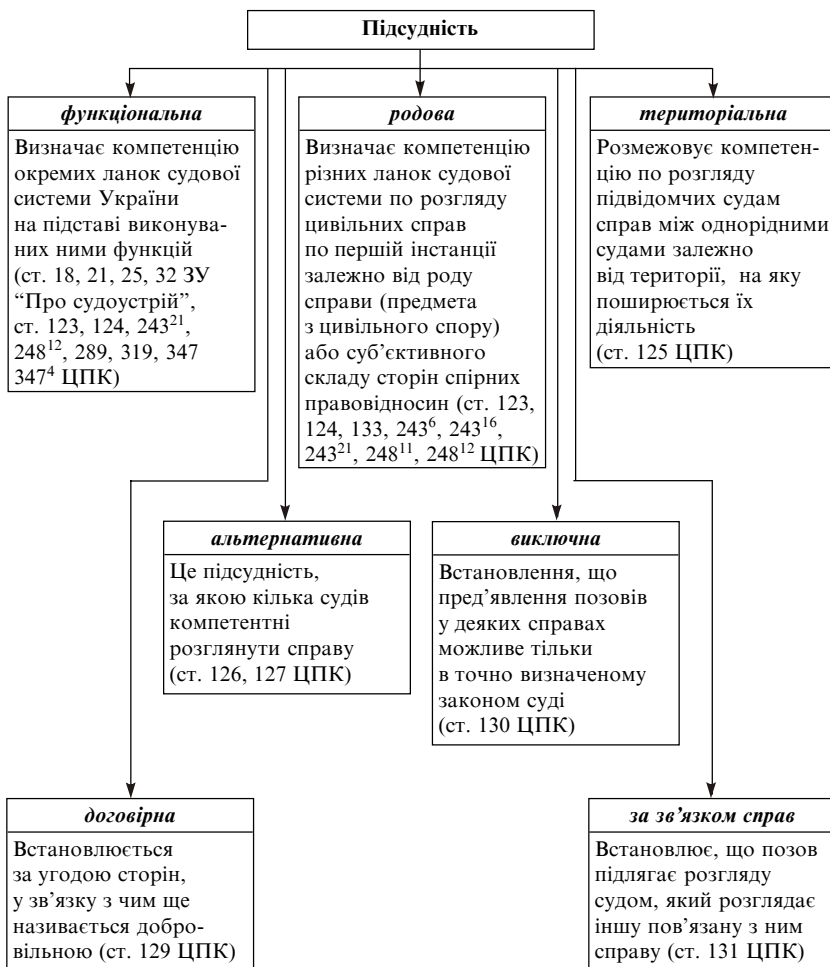 Підсудність
функціональна
Визначає компетенцію
окремих ланок судової
системи України
на підставі виконува-
них ними функцій
(ст. 18, 21, 25, 32 ЗУ
“Про судоустрій”,
ст. 123, 124, 243²¹,
248¹², 289, 319, 347
347⁴ ЦПК)
родова
Визначає компетенцію
різних ланок судової
системи по розгляду
цивільних справ
по першій інстанції
залежно від роду
справи (предмета
з цивільного спору)
або суб’єктивного
складу сторін спірних
правовідносин (ст. 123,
124, 133, 243⁶, 243¹⁶,
243²¹, 248¹¹, 248¹² ЦПК)
територіальна
Розмежовує компетен-
цію по розгляду
підвідомчих судам
справ між однорідними
судами залежно
від території, на яку
поширюється їх
діяльність
(ст. 125 ЦПК)
альтернативна
Це підсудність,
за якою кілька судів
компетентні
розглянути справу
(ст. 126, 127 ЦПК)
виключна
Встановлення, що
пред’явлення позовів
у деяких справах
можливе тільки
в точно визначеному
законом суді
(ст. 130 ЦПК)
договірна
Встановлюється
за угодою сторін,
у зв’язку з чим ще
називається добро-
вільною (ст. 129 ЦПК)
за зв’язком справ
Встановлює, що позов
підлягає розгляду
судом, який розглядає
іншу пов’язану з ним
справу (ст. 131 ЦПК)